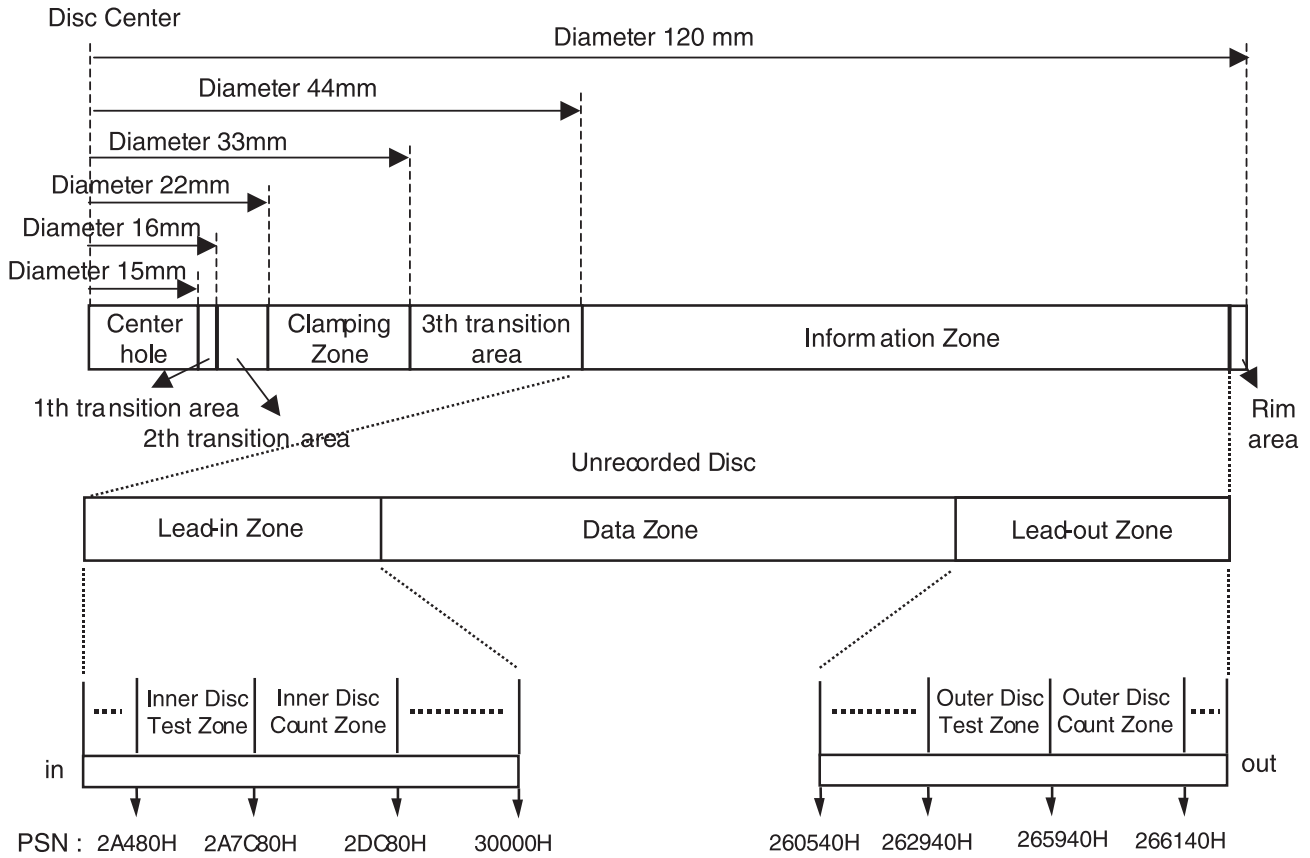 Disc Center
Diameter 120 mm
Diameter 44mm
Diameter 33mm
Diameter 22mm
Diameter 16mm
Diameter 15mm
Center hole
Clamping Zone
3th transition area
Information Zone
1th transition area
2th transition area
Rim area
Unrecorded Disc
Lead-in Zone
Data Zone
Lead-out Zone
Inner Disc Test Zone
Inner Disc Count Zone
Outer Disc Test Zone
Outer Disc Count Zone
in
out
PSN : 2A480H 2A7C80H 2DC80H 30000H 260540H 262940H 265940H 266140H